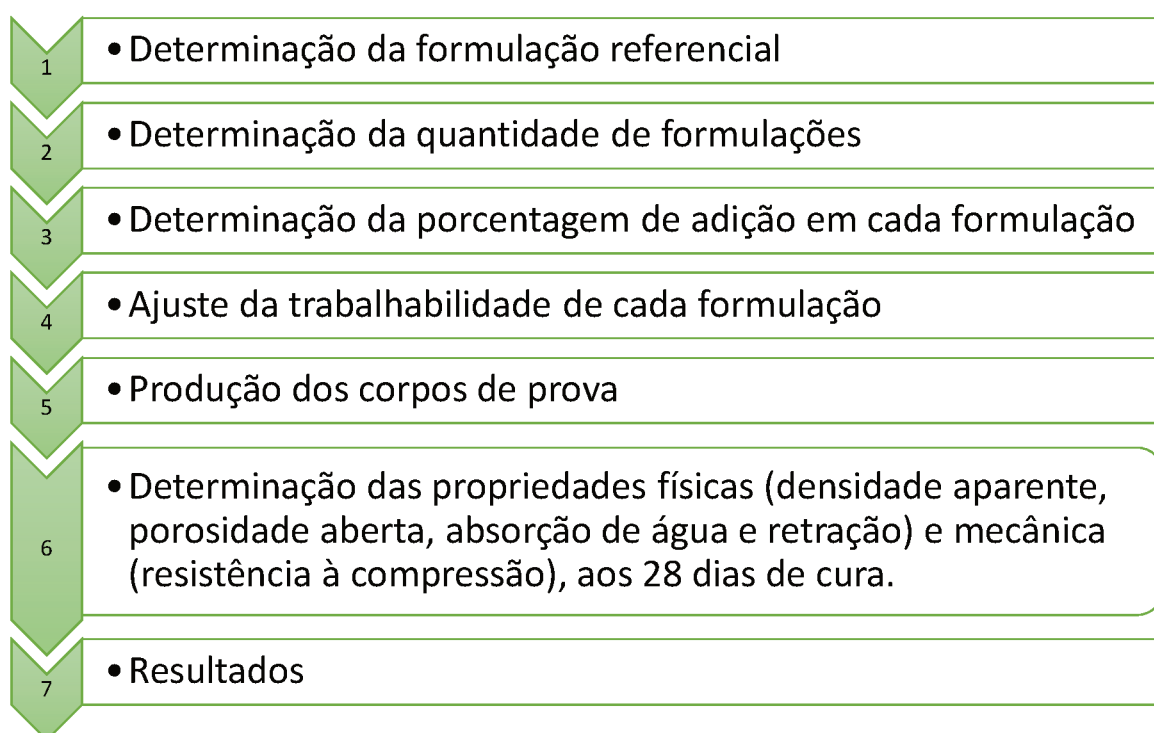 1
• Determinação da formulação referencial
2
• Determinação da quantidade de formulações
3
• Determinação da porcentagem de adição em cada formulação
4
• Ajuste da trabalhabilidade de cada formulação
5
• Produção dos corpos de prova
6
• Determinação das propriedades físicas (densidade aparente,
porosidade aberta, absorção de água e retração) e mecânica
(resistência à compressão), aos 28 dias de cura.
7
• Resultados